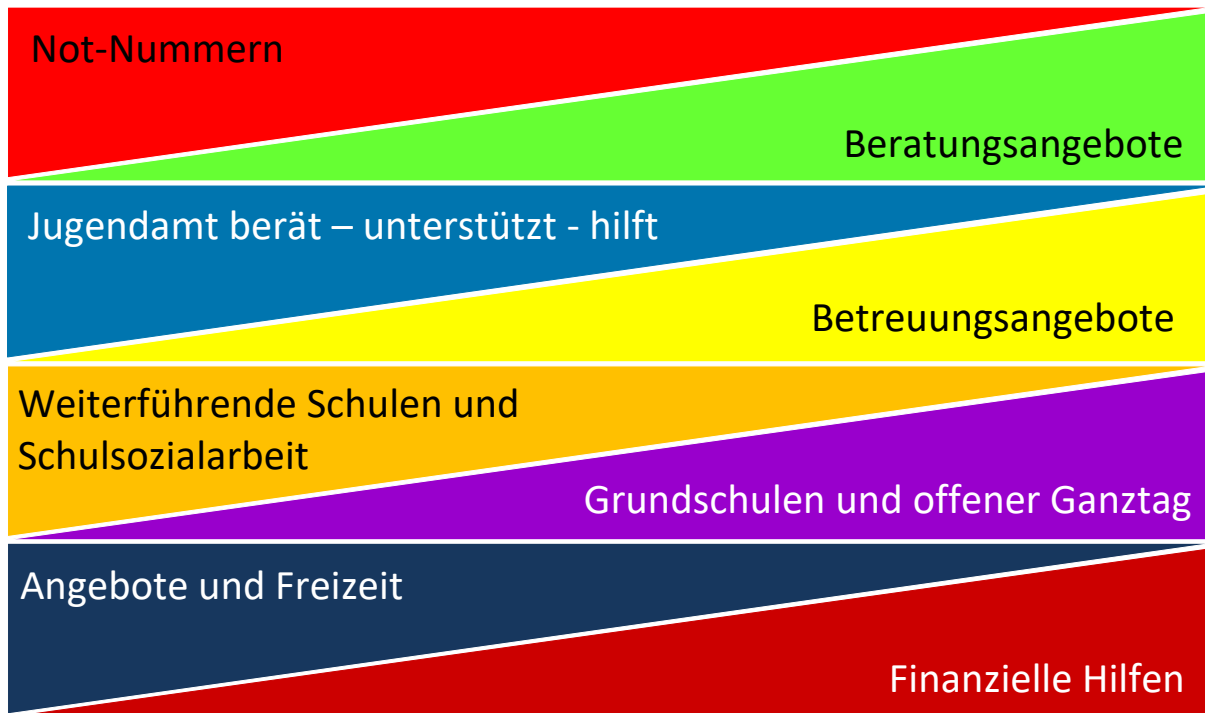 Not-Nummern
Beratungsangebote
Jugendamt berät – unterstützt - hilft
Betreuungsangebote
Weiterführende Schulen und
Schulsozialarbeit
Grundschulen und offener Ganztag
Angebote und Freizeit
Finanzielle Hilfen